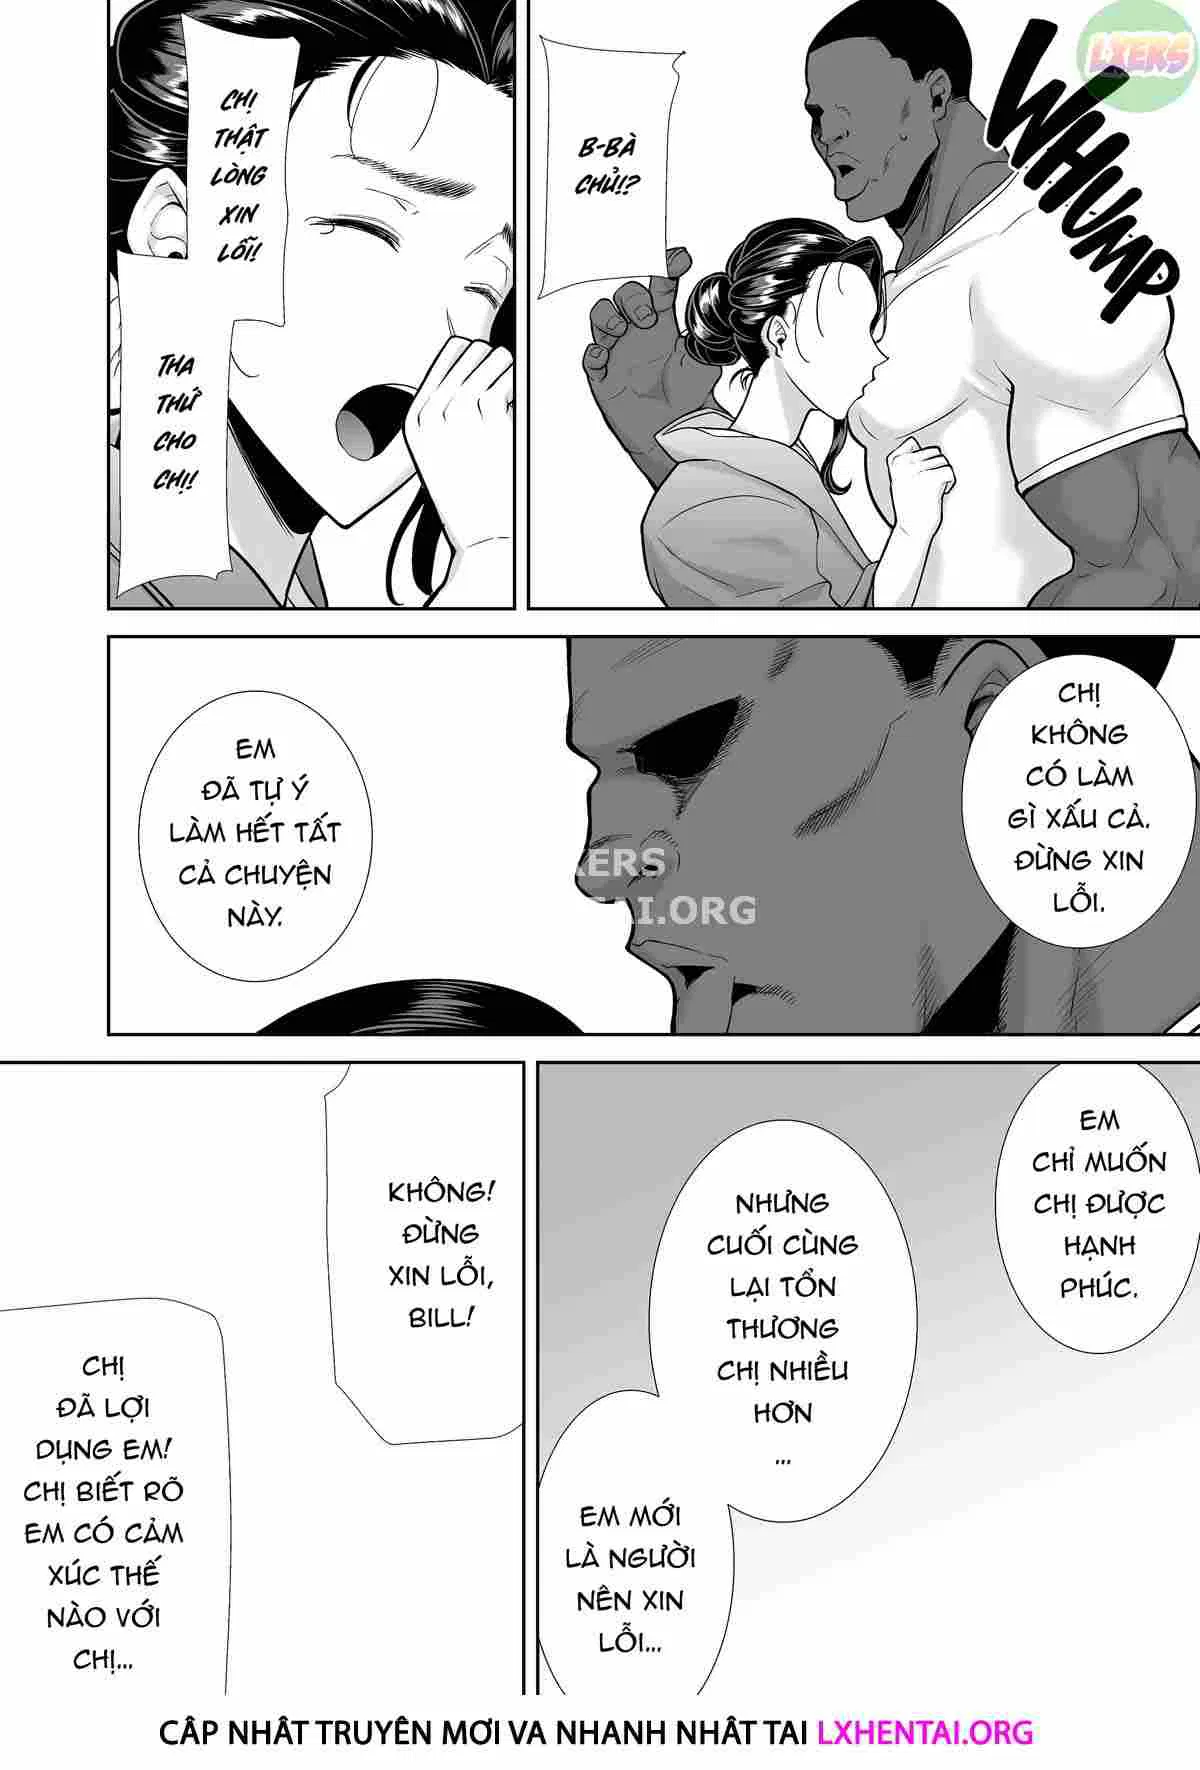 LXERS
WHUMP
B-BÀ
CHỦ!?
CHỊ
THẬT
LÒNG
XIN
LỖI!
THA
THỨ
CHO
CHỊ!
CHỊ
KHÔNG
CÓ LÀM
GÌ XẤU CẢ.
ĐỪNG XIN
LỖI.
EM
ĐÃ TỰ Ý
LÀM HẾT TẤT
CẢ CHUYỆN
NÀY.
EM
CHỈ MUỐN
CHỊ ĐƯỢC
HẠNH
PHÚC.
NHƯNG
CUỐI CÙNG
LẠI TỔN
THƯƠNG
CHỊ NHIỀU
HƠN
...
EM MỚI
LÀ NGƯỜI
NÊN XIN
LỖI...
KHÔNG!
ĐỪNG
XIN LỖI,
BILL!
CHỊ
ĐÃ LỢI
DỤNG EM!
CHỊ BIẾT RÕ
EM CÓ CẢM
XÚC THẾ
NÀO VỚI
CHỊ...
CẬP NHẬT TRUYỆN MỚI VÀ NHANH NHẤT TẠI LXHENTAI.ORG